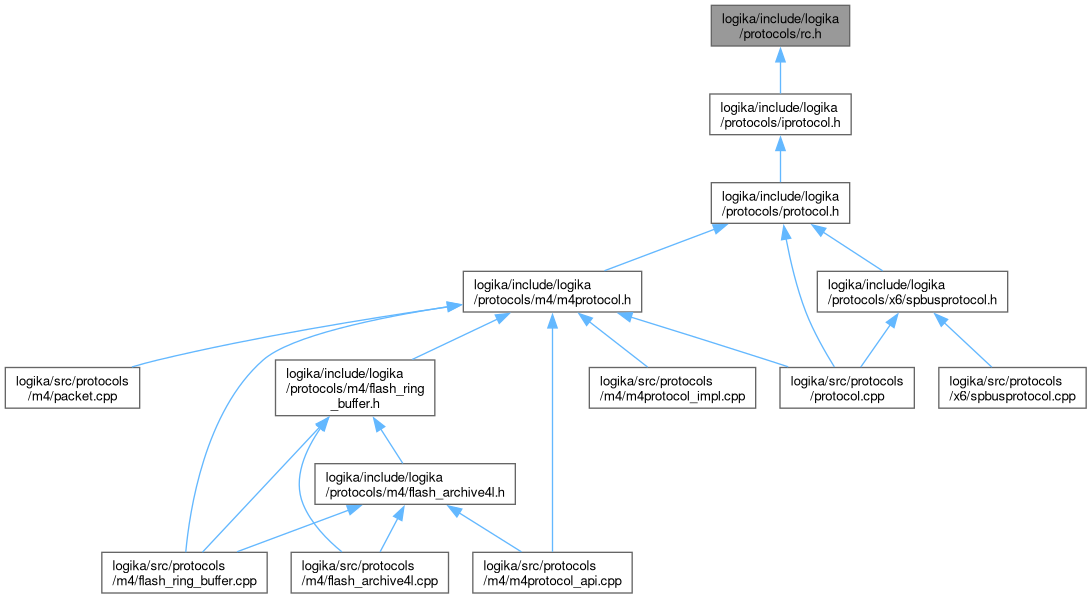 logika/include/logika
/protocols/rc.h
logika/include/logika
/protocols/iprotocol.h
logika/include/logika
/protocols/protocol.h
logika/include/logika
/protocols/m4/m4protocol.h
logika/include/logika
/protocols/x6/spbusprotocol.h
logika/src/protocols
/m4/packet.cpp
logika/include/logika
/protocols/m4/flash_ring
_buffer.h
logika/src/protocols
/m4/m4protocol_impl.cpp
logika/src/protocols
/protocol.cpp
logika/src/protocols
/x6/spbusprotocol.cpp
logika/include/logika
/protocols/m4/flash_archive4l.h
logika/src/protocols
/m4/flash_ring_buffer.cpp
logika/src/protocols
/m4/flash_archive4l.cpp
logika/src/protocols
/m4/m4protocol_api.cpp